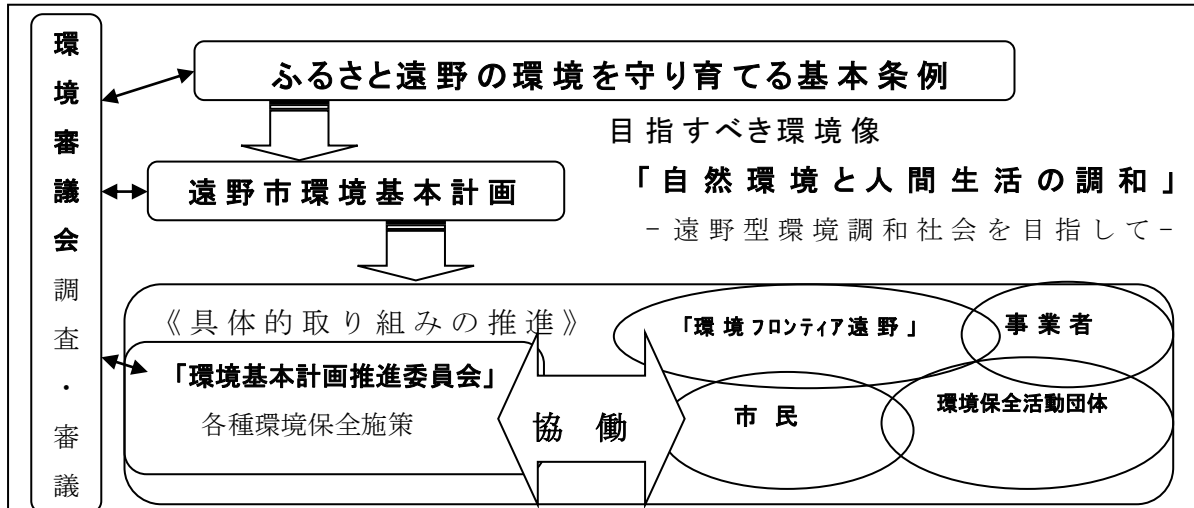 環境審議会 調査・審議
ふるさと遠野の環境を守り育てる基本条例
目指すべき環境像
「自然環境と人間生活の調和」
遠野市環境基本計画
−遠野型環境調和社会を目指して−
《具体的取り組みの推進》
「環境フロンティア遠野」
事業者
「環境基本計画推進委員会」
各種環境保全施策
協働
市民
環境保全活動団体